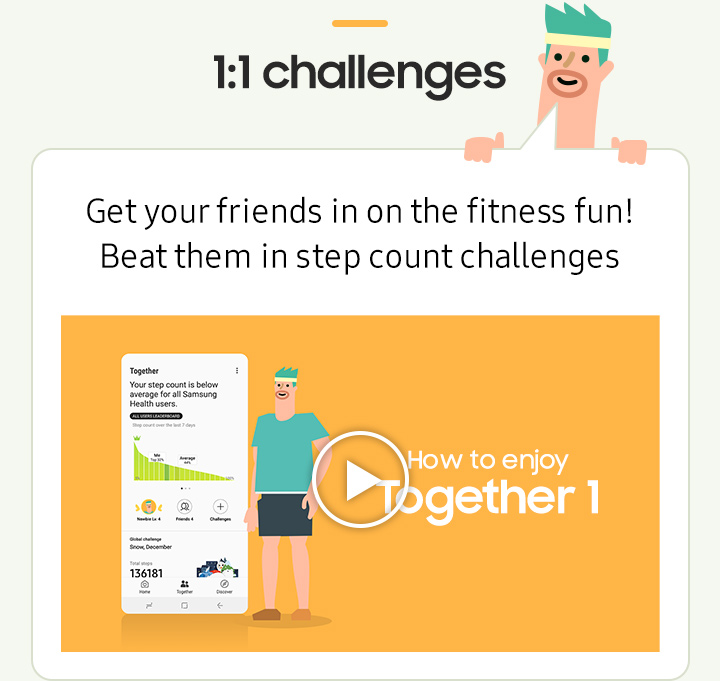 1:1 challenges
Get your friends in on the fitness fun!
Beat them in step count challenges
Together
Your step count is below
average for all Samsung
Health users.
ALL USERS LEADERBOARD
Step count over the last 7 days
Me
Average
Newbie Lv. 4
Friends 4
Challenges
Global challenge
Snow, December
Total steps
136181
Home
Together
Discover
How to enjoy
Together 1